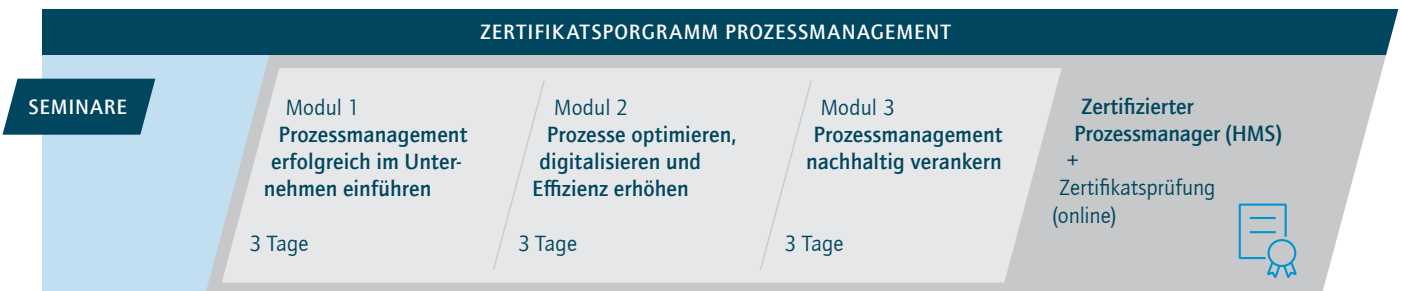 ZERTIFIKATSPORGRAMM PROZESSMANAGEMENT
SEMINARE
Modul 1
Prozessmanagement
erfolgreich im Unter-
nehmen einführen
3 Tage
Modul 2
Prozesse optimieren,
digitalisieren und
Effizienz erhöhen
3 Tage
Modul 3
Prozessmanagement
nachhaltig verankern
3 Tage
Zertifizierter
Prozessmanager (HMS)
+
Zertifikatsprüfung
(online)